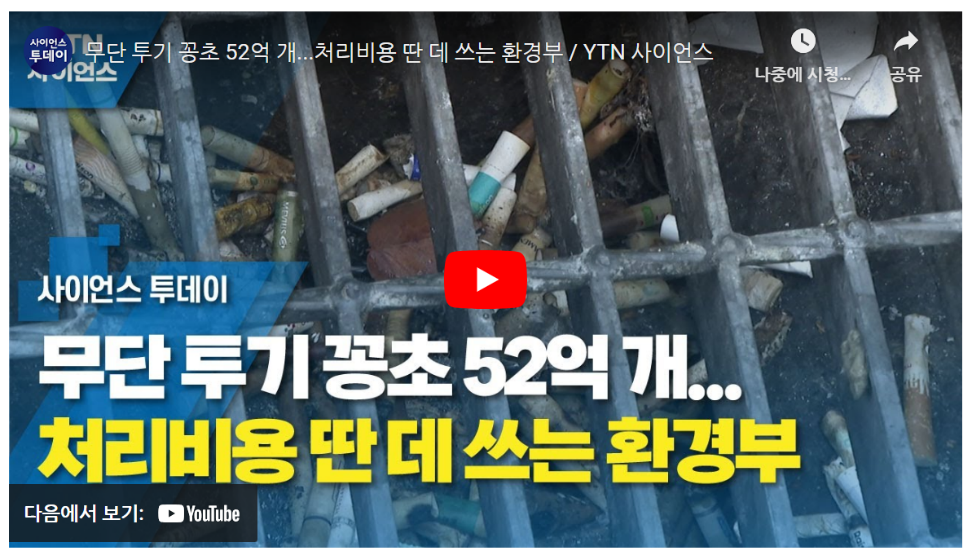 사이언스
투데이
무단 투기 꽁초 52억 개...처리비용 딴 데 쓰는 환경부 / YTN 사이언스
나중에 시청...
공유
YTN
사이언스
사이언스 투데이
무단 투기 꽁초 52억 개...
처리비용 딴 데 쓰는 환경부
다음에서 보기: YouTube